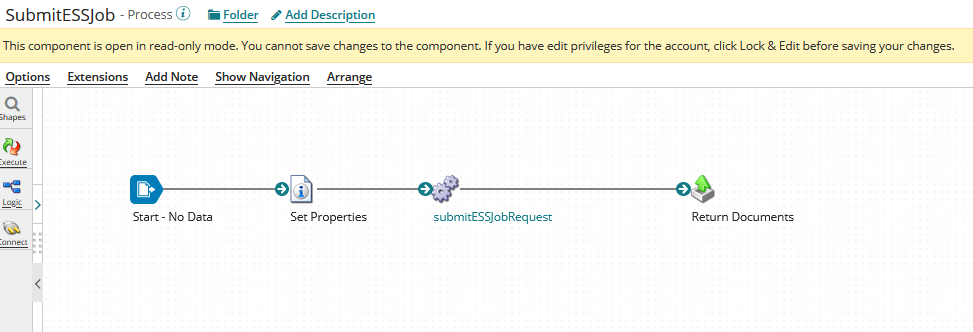 SubmitESSJob - Process Folder Add Description
This component is open in read-only mode. You cannot save changes to the component. If you have edit privileges for the account, click Lock & Edit before saving your changes.
Options Extensions Add Note Show Navigation Arrange
Shapes
Execute
Logic
Connect
Start - No Data Set Properties submitESSJobRequest Return Documents